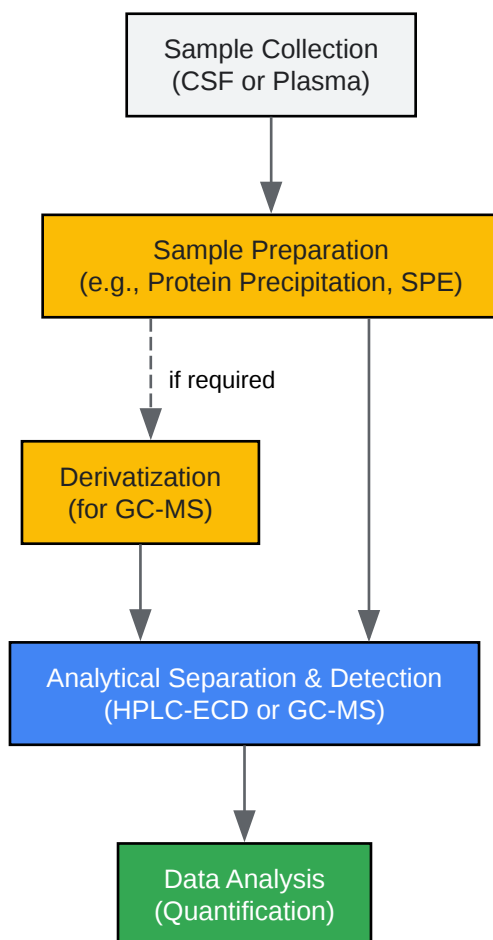 Sample Collection
(CSF or Plasma)
Sample Preparation
(e.g., Protein Precipitation, SPE)
if required
Derivatization
(for GC-MS)
Analytical Separation & Detection
(HPLC-ECD or GC-MS)
Data Analysis
(Quantification)